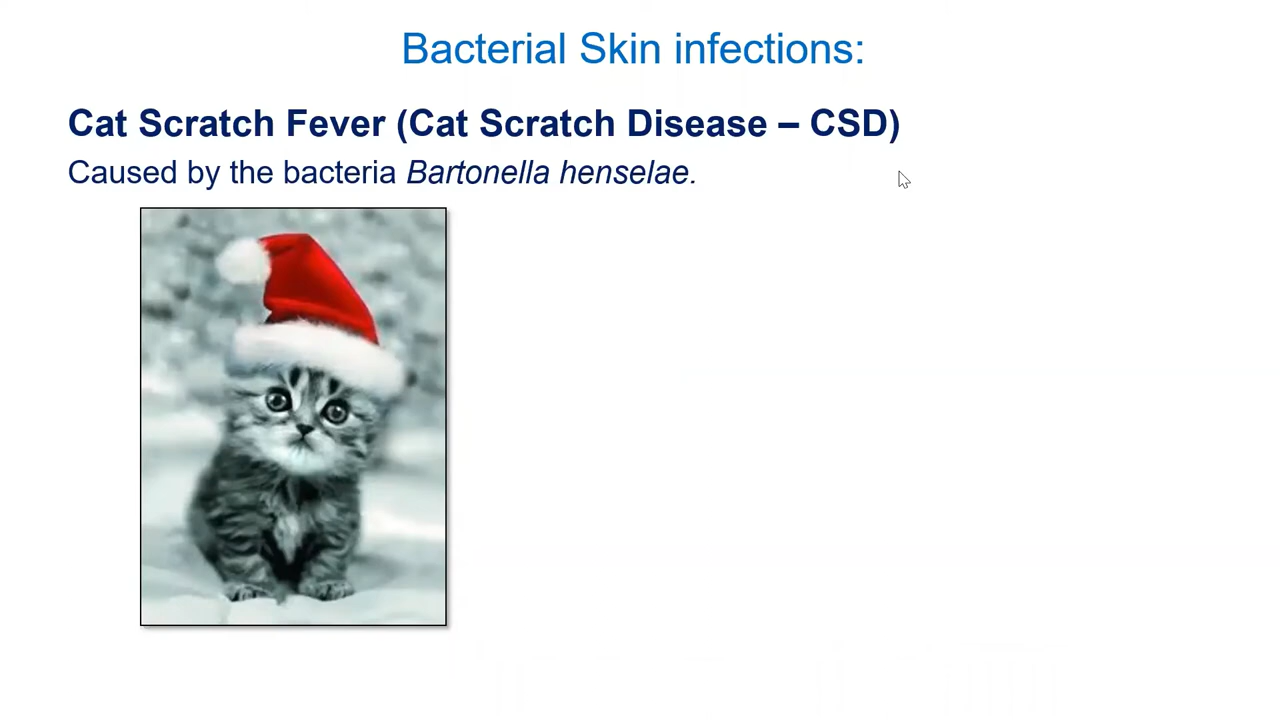 Bacterial Skin infections:
Cat Scratch Fever (Cat Scratch Disease – CSD)
Caused by the bacteria Bartonella henselae.